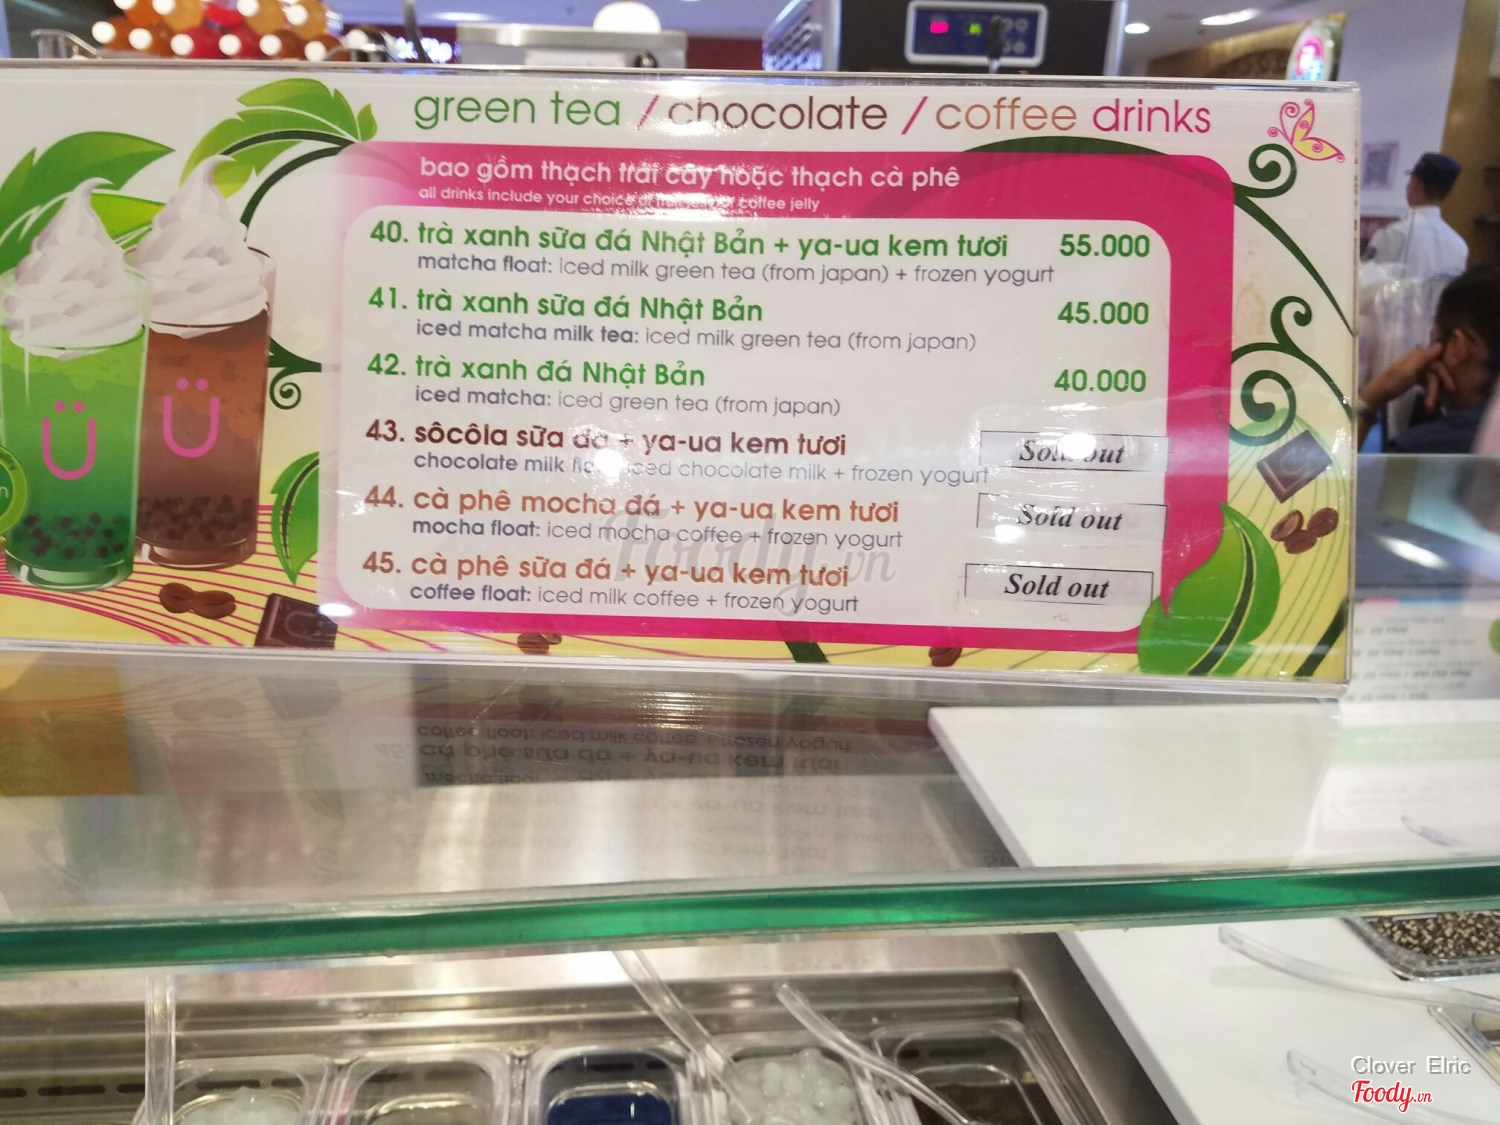 green tea / chocolate / coffee drinks
bao gồm thạch trái cây hoặc thạch cà phê
all drinks include your choice of fruit jelly or coffee jelly
40. trà xanh sữa đá Nhật Bản + ya-ua kem tươi 55.000
matcha float: iced milk green tea (from japan) + frozen yogurt
41. trà xanh sữa đá Nhật Bản 45.000
iced matcha milk tea: iced milk green tea (from japan)
42. trà xanh đá Nhật Bản 40.000
iced matcha: iced green tea (from japan)
43. sôcôla sữa đá + ya-ua kem tươi Sold out
chocolate milk float: iced chocolate milk + frozen yogurt
44. cà phê mocha đá + ya-ua kem tươi Sold out
mocha float: iced mocha coffee + frozen yogurt
45. cà phê sữa đá + ya-ua kem tươi Sold out
coffee float: iced milk coffee + frozen yogurt
Ü Ü
Foody.vn
Clover Elric
Foody.vn